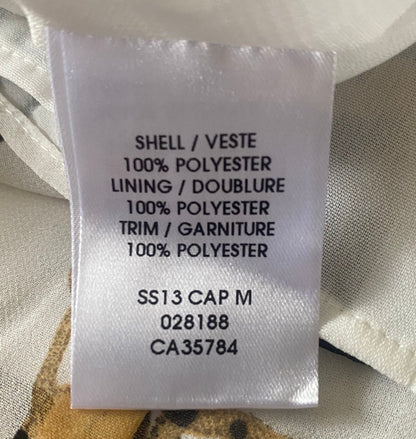 SHELL / VESTE
100% POLYESTER
LINING / DOUBLURE
100% POLYESTER
TRIM / GARNITURE
100% POLYESTER
SS13 CAP M
028188
CA35784